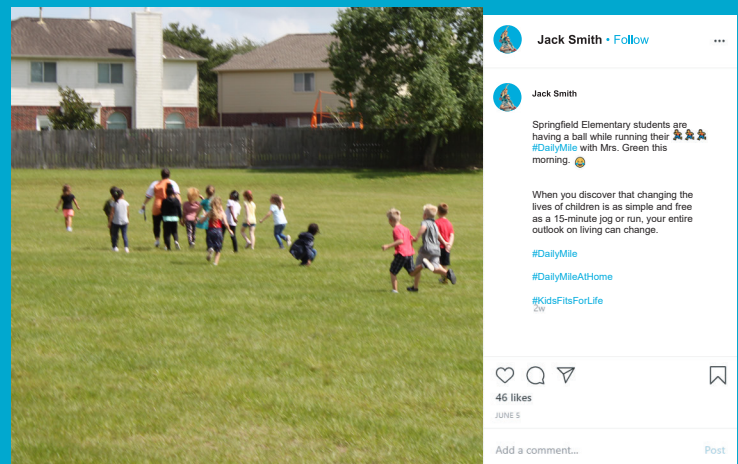 Jack Smith • Follow
Jack Smith
Springfield Elementary students are
having a ball while running their 🏃🏃🏃
#DailyMile with Mrs. Green this
morning. 😂
When you discover that changing the
lives of children is as simple and free
as a 15-minute jog or run, your entire
outlook on living can change.
#DailyMile
#DailyMileAtHome
#KidsFitsForLife
2w
46 likes
JUNE 5
Add a comment...
Post